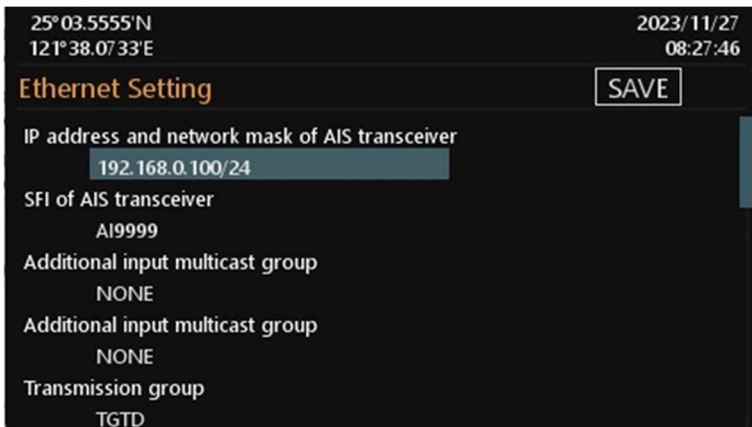 25°03.5555'N
2023/11/27
121°38.0733'E
08:27:46
Ethernet Setting
SAVE
IP address and network mask of AIS transceiver
192.168.0.100/24
SFI of AIS transceiver
AI9999
Additional input multicast group
NONE
Additional input multicast group
NONE
Transmission group
TGTD